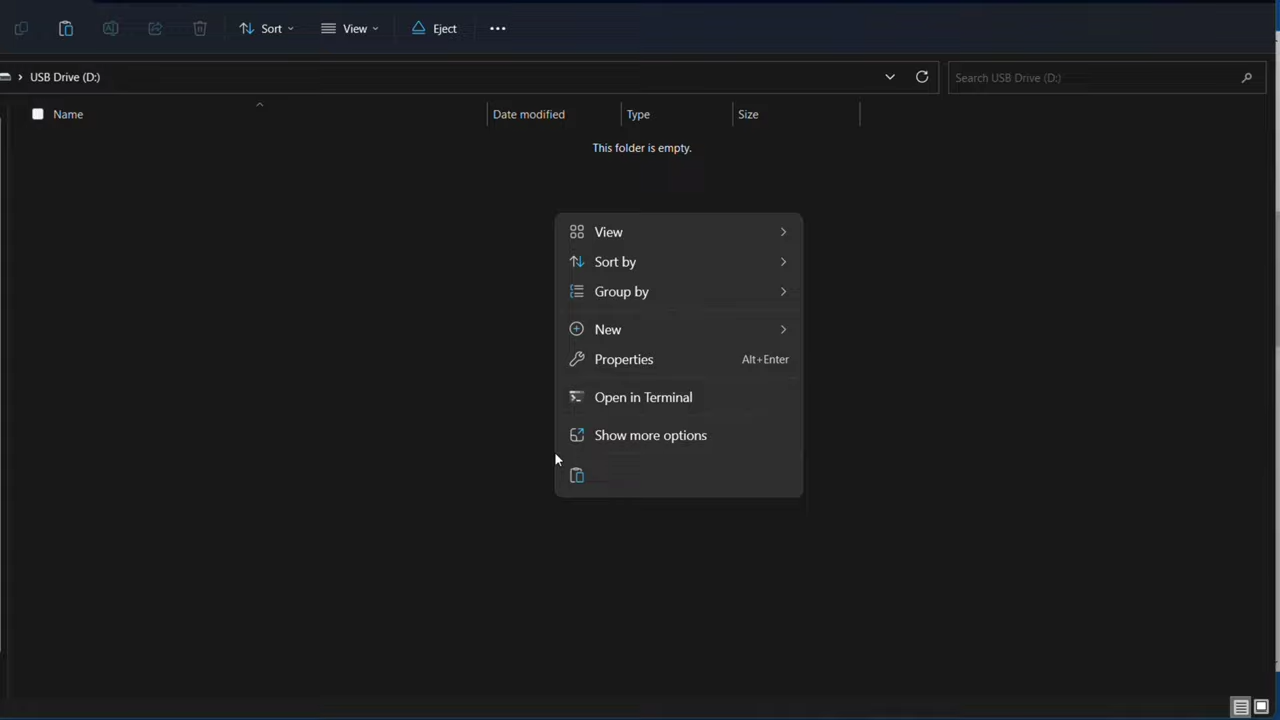 Sort View Eject
USB Drive (D:) Search USB Drive (D:)
Name Date modified Type Size
This folder is empty.
View
Sort by
Group by
New
Properties Alt+Enter
Open in Terminal
Show more options